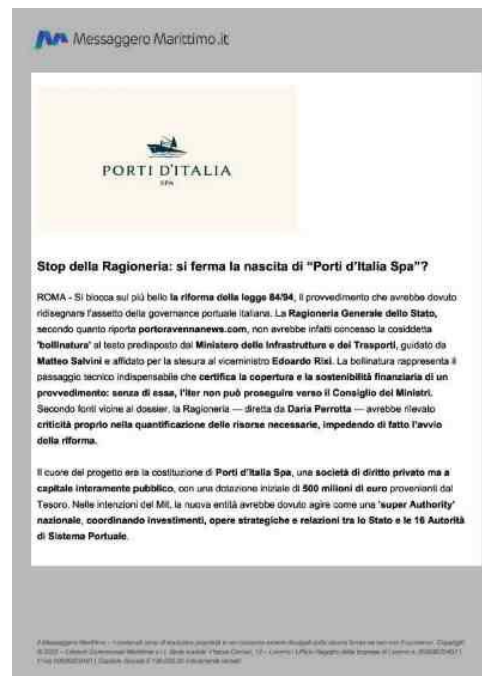 Messaggero Marittimo.it
PORTI D'ITALIA
SPA
Stop della Ragioneria: si ferma la nascita di “Porti d’Italia Spa”?
ROMA - Si blocca sul più bello la riforma della legge 84/94, il provvedimento che avrebbe dovuto
ridisegnare l’assetto della governance portuale italiana. La Ragioneria Generale dello Stato,
secondo quanto riporta portoravennanews.com, non avrebbe infatti concesso la cosiddetta
'bollinatura' al testo predisposto dal Ministero delle Infrastrutture e dei Trasporti, guidato da
Matteo Salvini e affidato per la stesura al viceministro Edoardo Rixi. La bollinatura rappresenta il
passaggio tecnico indispensabile che certifica la copertura e la sostenibilità finanziaria di un
provvedimento: senza di essa, l’iter non può proseguire verso il Consiglio dei Ministri.
Secondo fonti vicine al dossier, la Ragioneria — diretta da Daria Perrotta — avrebbe rilevato
criticità proprio nella quantificazione delle risorse necessarie, impedendo di fatto l’avvio
della riforma.
Il cuore del progetto era la costituzione di Porti d’Italia Spa, una società di diritto privato ma a
capitale interamente pubblico, con una dotazione iniziale di 500 milioni di euro provenienti dal
Tesoro. Nelle intenzioni del Mit, la nuova entità avrebbe dovuto agire come una 'super Authority'
nazionale, coordinando investimenti, opere strategiche e relazioni tra lo Stato e le 16 Autorità
di Sistema Portuale.